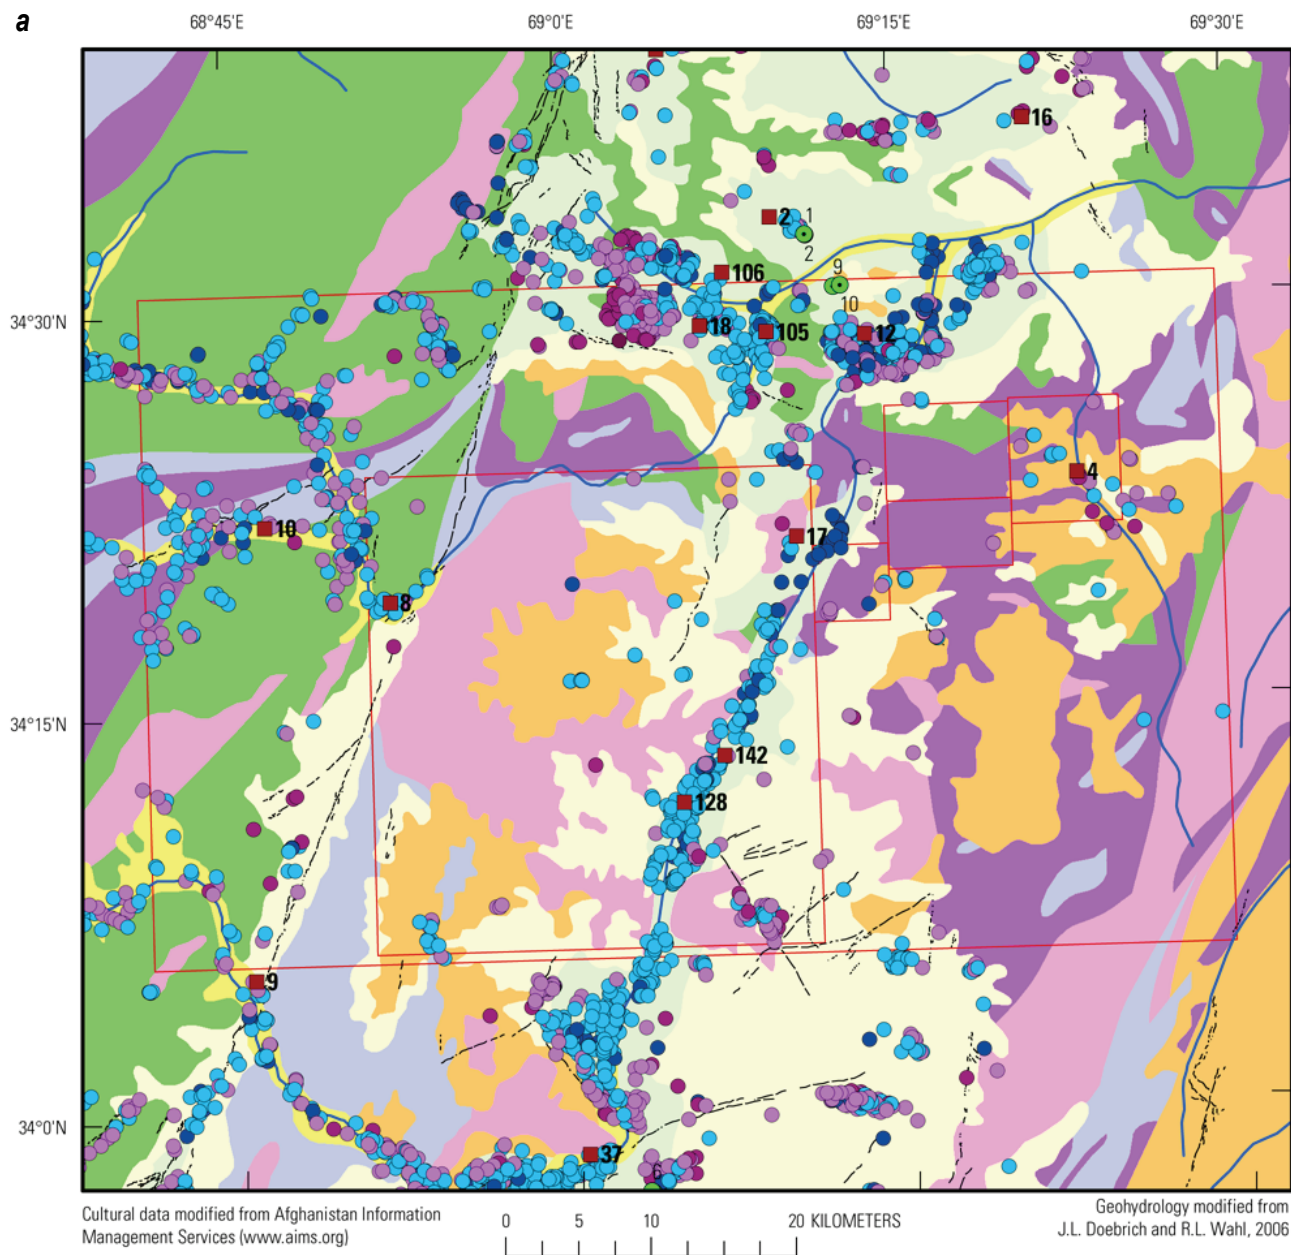 a
68°45'E 69°0'E 69°15'E 69°30'E
16
2 1
2
106 9
34°30'N 10
18 105 12
4
10 17
8
34°15'N
142
128
9
34°0'N
37
6
Cultural data modified from Afghanistan Information
Management Services (www.aims.org)
0 5 10 20 KILOMETERS
Geohydrology modified from
J.L. Doebrich and R.L. Wahl, 2006